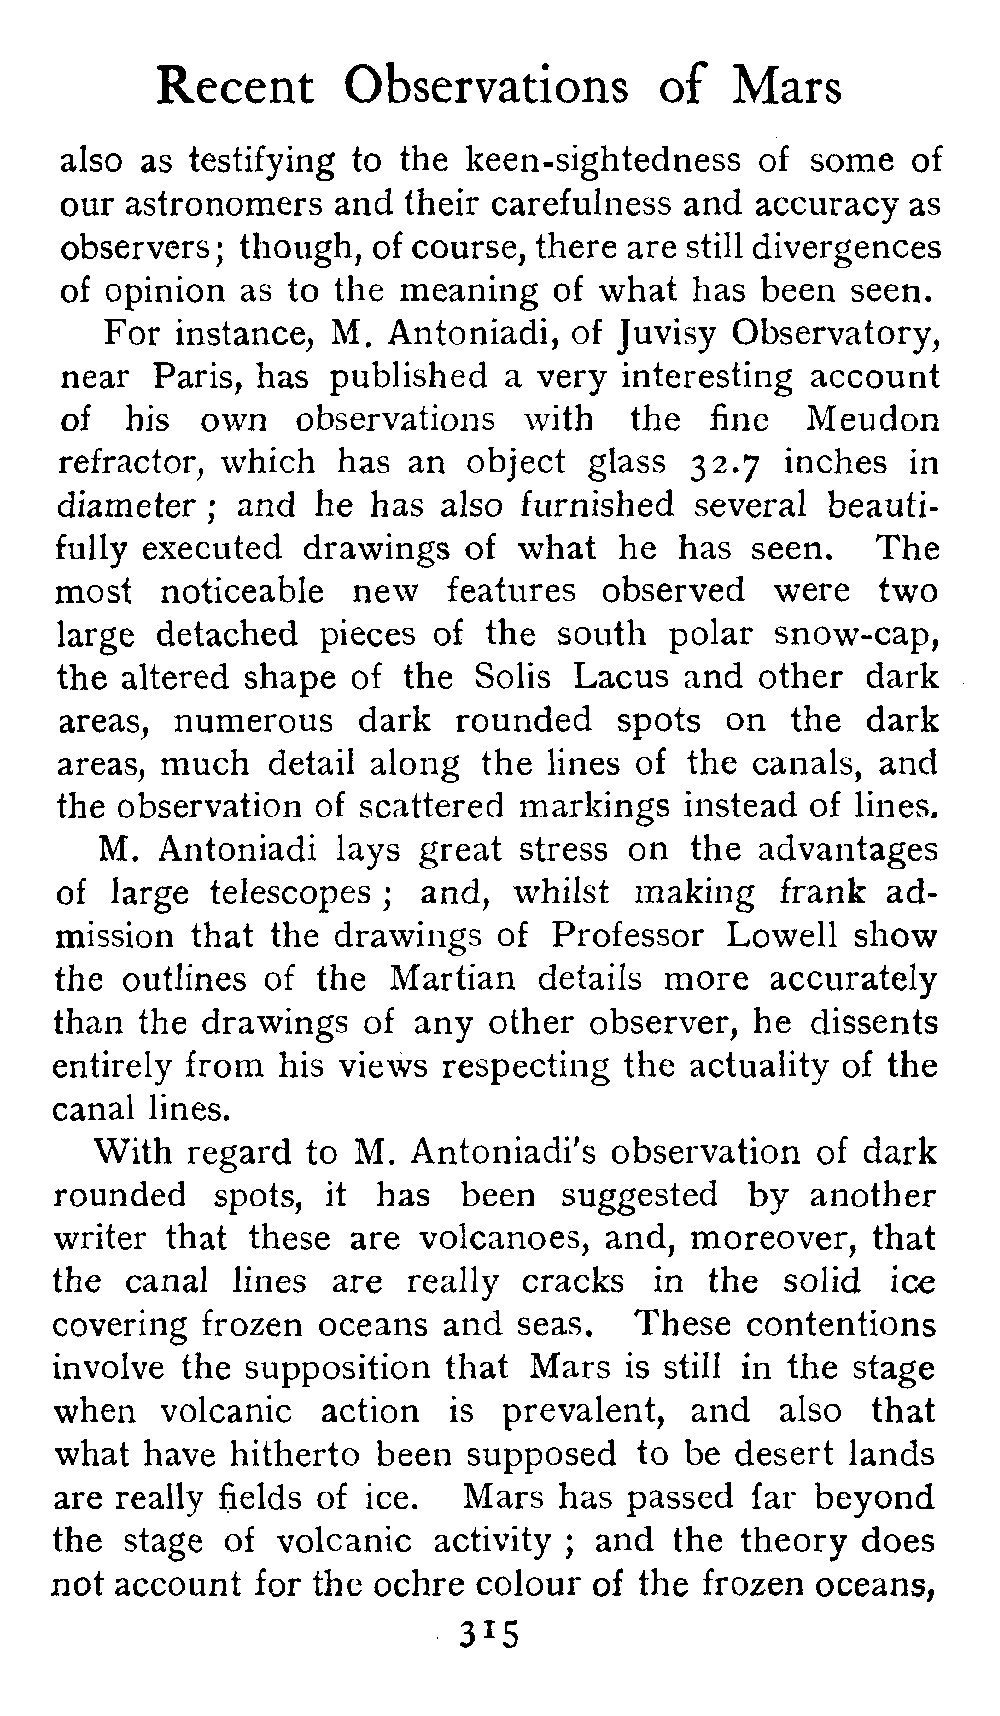 Recent Observations of Mars
also as testifying to the keen-sightedness of some of
our astronomers and their carefulness and accuracy as
observers; though, of course, there are still divergences
of opinion as to the meaning of what has been seen.
For instance, M. Antoniadi, of Juvisy Observatory,
near Paris, has published a very interesting account
of his own observations with the fine Meudon
refractor, which has an object glass 32.7 inches in
diameter ; and he has also furnished several beauti-
fully executed drawings of what he has seen. The
most noticeable new features observed were two
large detached pieces of the south polar snow-cap,
the altered shape of the Solis Lacus and other dark
areas, numerous dark rounded spots on the dark
areas, much detail along the lines of the canals, and
the observation of scattered markings instead of lines.
M. Antoniadi lays great stress on the advantages
of large telescopes ; and, whilst making frank ad-
mission that the drawings of Professor Lowell show
the outlines of the Martian details more accurately
than the drawings of any other observer, he dissents
entirely from his views respecting the actuality of the
canal lines.
With regard to M. Antoniadi's observation of dark
rounded spots, it has been suggested by another
writer that these are volcanoes, and, moreover, that
the canal lines are really cracks in the solid ice
covering frozen oceans and seas. These contentions
involve the supposition that Mars is still in the stage
when volcanic action is prevalent, and also that
what have hitherto been supposed to be desert lands
are really fields of ice. Mars has passed far beyond
the stage of volcanic activity ; and the theory does
not account for the ochre colour of the frozen oceans,
315